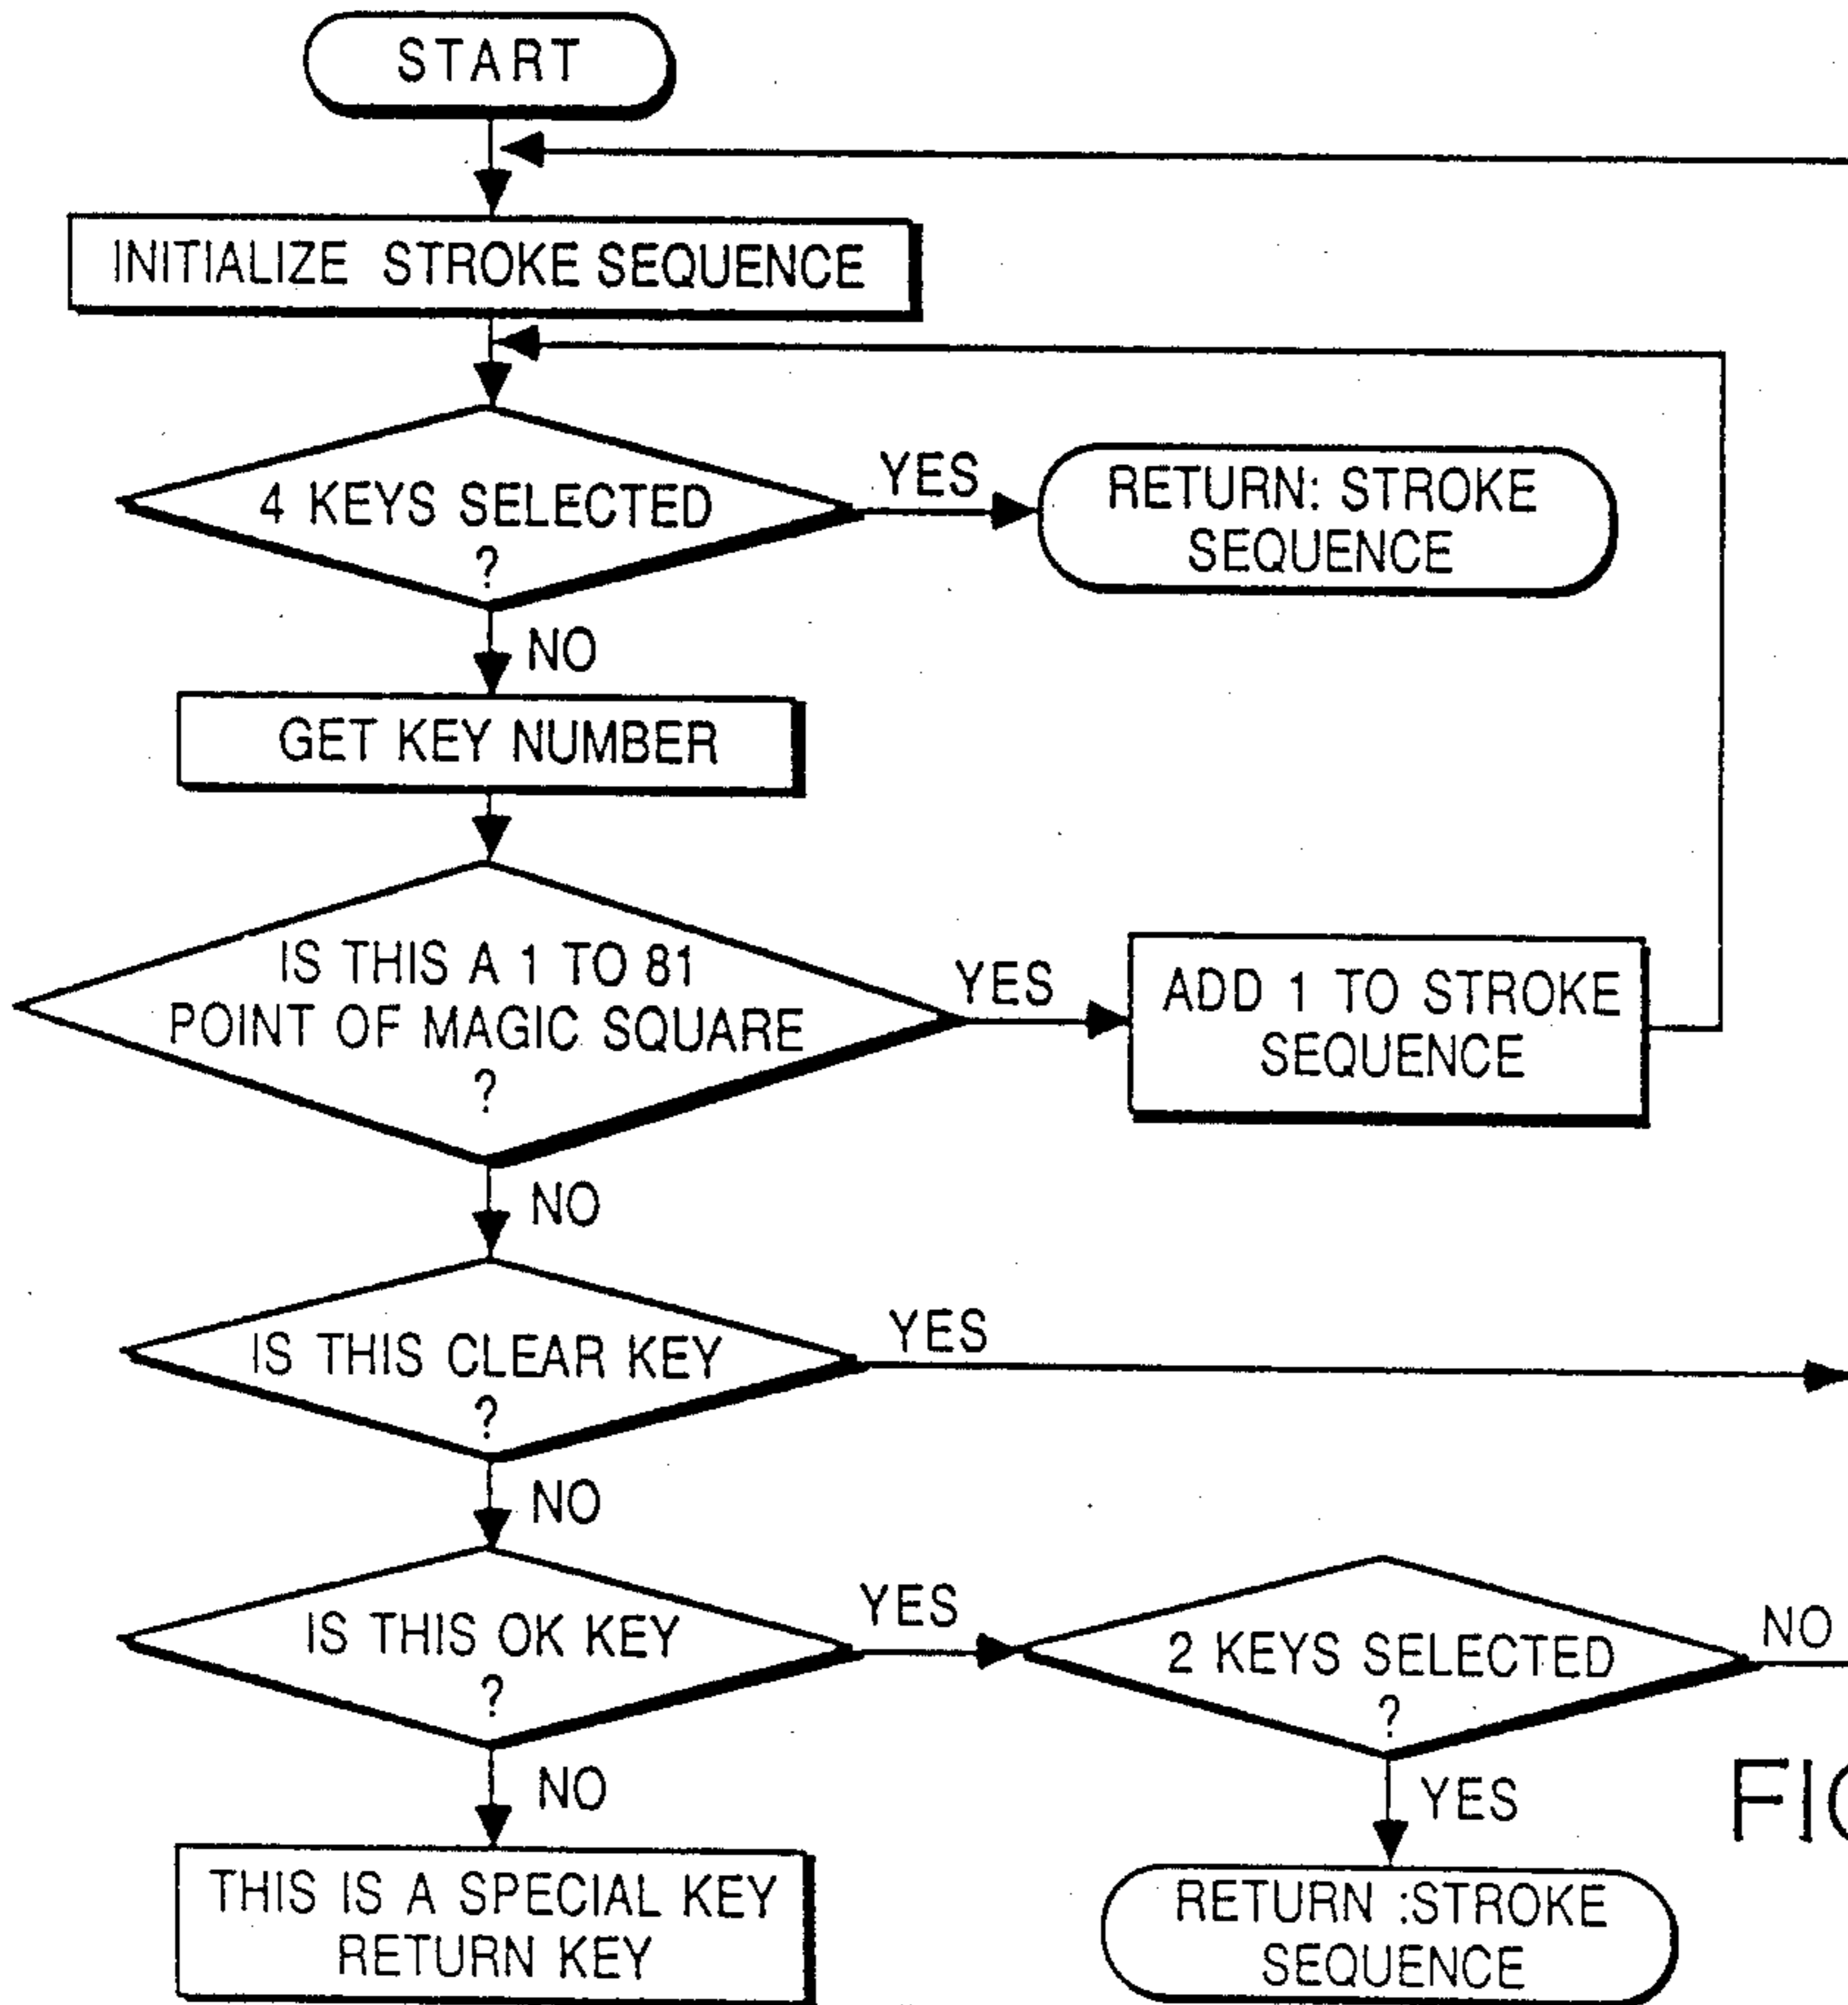 START
INITIALIZE STROKE SEQUENCE
4 KEYS SELECTED
?
YES
RETURN: STROKE
SEQUENCE
NO
GET KEY NUMBER
IS THIS A 1 TO 81
POINT OF MAGIC SQUARE
?
YES
ADD 1 TO STROKE
SEQUENCE
NO
IS THIS CLEAR KEY
?
YES
NO
IS THIS OK KEY
?
YES
2 KEYS SELECTED
?
NO
YES
RETURN :STROKE
SEQUENCE
NO
THIS IS A SPECIAL KEY
RETURN KEY